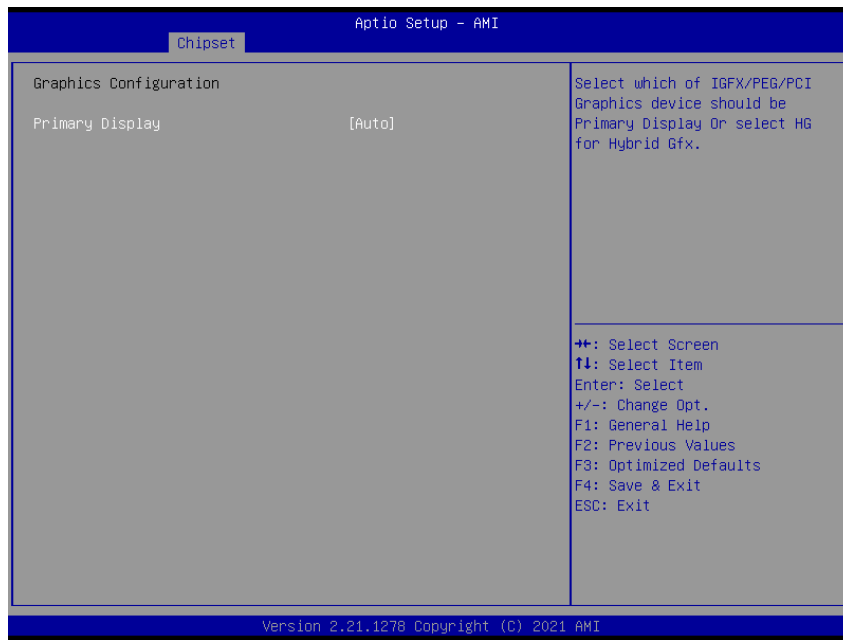 Aptio Setup – AMI
Chipset
Graphics Configuration
Primary Display [Auto]
Select which of IGFX/PEG/PCI
Graphics device should be
Primary Display Or select HG
for Hybrid Gfx.
→←: Select Screen
↑↓: Select Item
Enter: Select
+/-: Change Opt.
F1: General Help
F2: Previous Values
F3: Optimized Defaults
F4: Save & Exit
ESC: Exit
Version 2.21.1278 Copyright (C) 2021 AMI